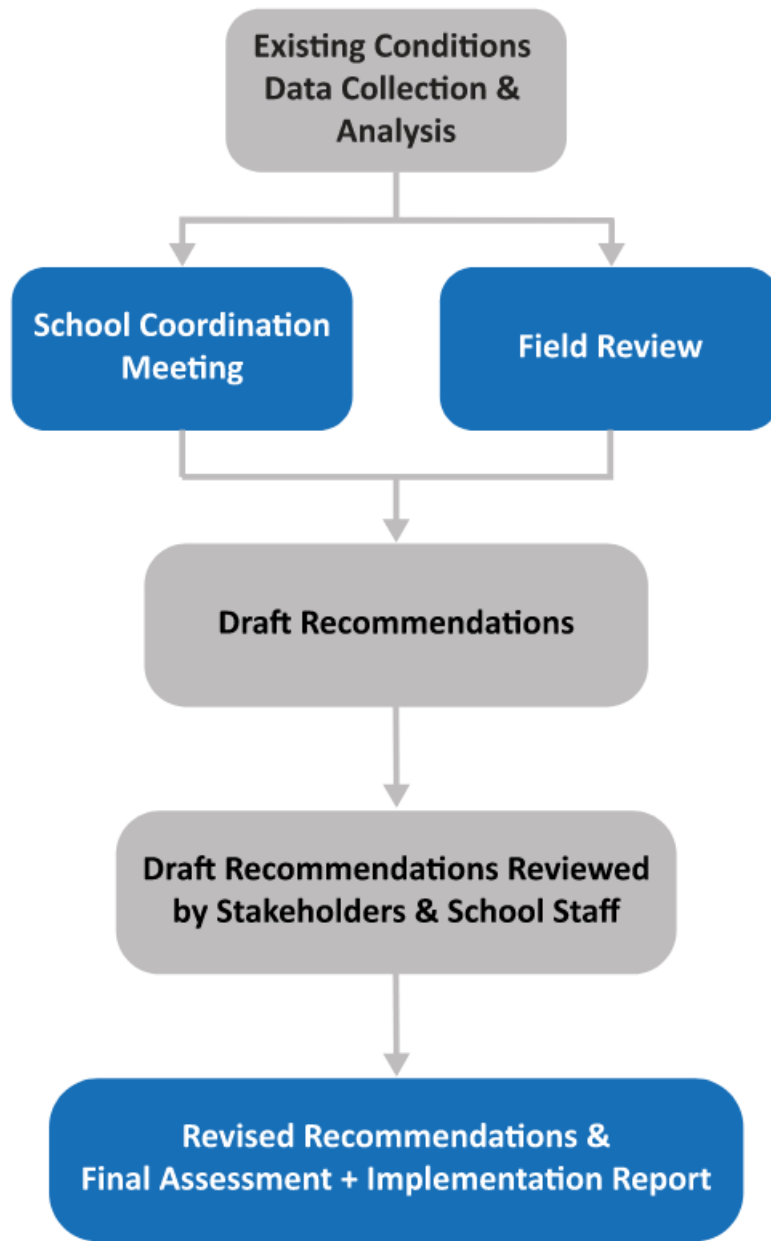 Existing Conditions
Data Collection &
Analysis
School Coordination
Meeting
Field Review
Draft Recommendations
Draft Recommendations Reviewed
by Stakeholders & School Staff
Revised Recommendations &
Final Assessment + Implementation Report